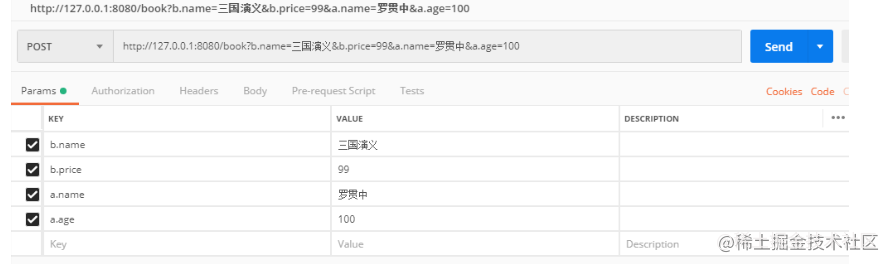 http://127.0.0.1:8080/book?b.name=三国演义&b.price=99&a.name=罗贯中&a.age=100
POST http://127.0.0.1:8080/book?b.name=三国演义&b.price=99&a.name=罗贯中&a.age=100 Send
Params Authorization Headers Body Pre-request Script Tests Cookies Code
KEY VALUE DESCRIPTION
b.name 三国演义
b.price 99
a.name 罗贯中
a.age 100
Key Value Description
@稀土掘金技术社区